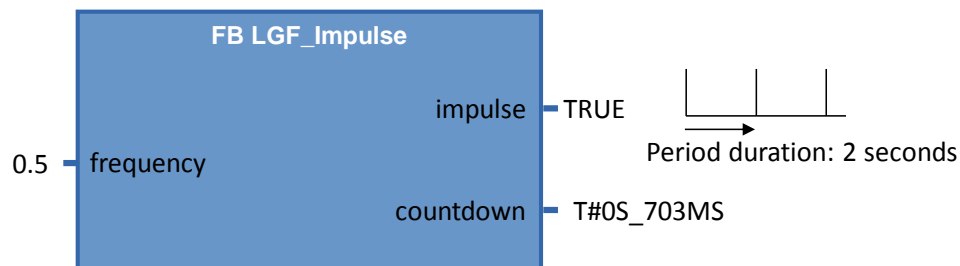 FB LGF_Impulse
impulse
TRUE
Period duration: 2 seconds
0.5
frequency
countdown
T#0S_703MS